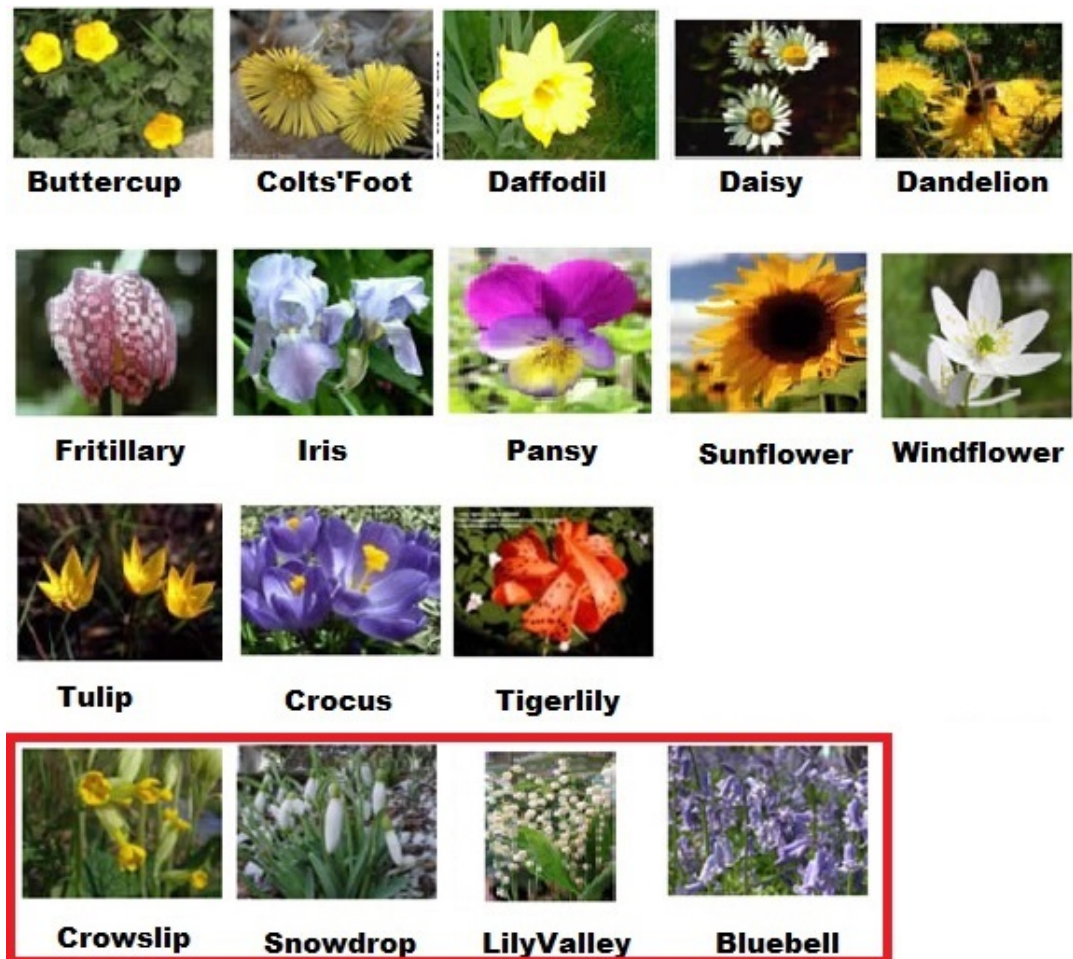 Buttercup Colts'Foot Daffodil Daisy Dandelion
Fritillary Iris Pansy Sunflower Windflower
Tulip Crocus Tigerlily
Crowslip Snowdrop LilyValley Bluebell